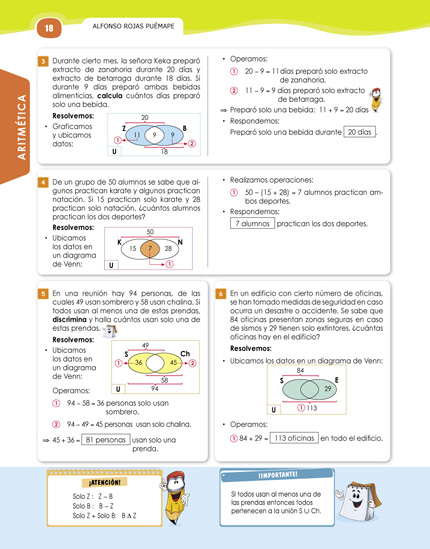 18
ALFONSO ROJAS PUÉMAPE
ARITMÉTICA
3 Durante cierto mes, la señora Keka preparó
extracto de zanahoria durante 20 días y
extracto de betarraga durante 18 días. Si
durante 9 días preparó ambas bebidas
alimenticias, calcula cuántos días preparó
solo una bebida.
Resolvemos:
• Graficamos
y ubicamos
datos:
20
Z
B
11
9
9
1
2
U
18
• Operamos:
1 20 – 9 = 11 días preparó solo extracto
de zanahoria.
2 11 – 9 = 9 días preparó solo extracto
de betarraga.
⇒ Preparó solo una bebida: 11 + 9 = 20 días
• Respondemos:
Preparó solo una bebida durante 20 días .
4 De un grupo de 50 alumnos se sabe que al-
gunos practican karate y algunos practican
natación. Si 15 practican solo karate y 28
practican solo natación, ¿cuántos alumnos
practican los dos deportes?
Resolvemos:
• Ubicamos
los datos en
un diagrama
de Venn:
50
K
N
15
7
28
U
1
• Realizamos operaciones:
1 50 – (15 + 28) = 7 alumnos practican am-
bos deportes.
• Respondemos:
7 alumnos practican los dos deportes.
5 En una reunión hay 94 personas, de las
cuales 49 usan sombrero y 58 usan chalina. Si
todos usan al menos una de estas prendas,
discrimina y halla cuántos usan solo una de
estas prendas.
Resolvemos:
• Ubicamos
los datos en
un diagrama
de Venn:
49
S
Ch
1
36
45
2
58
U
94
Operamos:
1 94 – 58 = 36 personas solo usan
sombrero.
2 94 – 49 = 45 personas usan solo chalina.
⇒ 45 + 36 = 81 personas usan solo una
prenda.
6 En un edificio con cierto número de oficinas,
se han tomado medidas de seguridad en caso
ocurra un desastre o accidente. Se sabe que
84 oficinas presentan zonas seguras en caso
de sismos y 29 tienen solo extintores, ¿cuántas
oficinas hay en el edificio?
Resolvemos:
• Ubicamos los datos en un diagrama de Venn:
84
S
E
29
U
1 113
• Operamos:
1 84 + 29 = 113 oficinas en todo el edificio.
¡ATENCIÓN!
Solo Z : Z – B
Solo B : B – Z
Solo Z + Solo B: B Δ Z
!IMPORTANTE!
Si todos usan al menos una de
las prendas entonces todos
pertenecen a la unión S ∪ Ch.